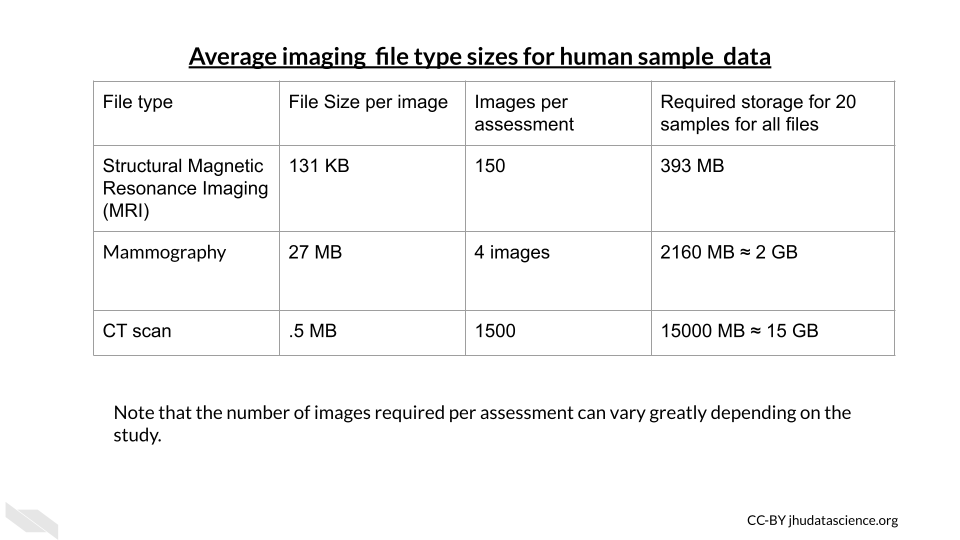 Average imaging  file type sizes for human sample  data
File type
File Size per image
Images per
assessment
Required storage for 20
samples for all files
Structural Magnetic
Resonance Imaging
(MRI)
131 KB
150
393 MB
Mammography
27 MB
4 images
2160 MB ≈ 2 GB
CT scan
.5 MB
1500
15000 MB ≈ 15 GB
Note that the number of images required per assessment can vary greatly depending on the
study.
CC-BY jhudatascience.org